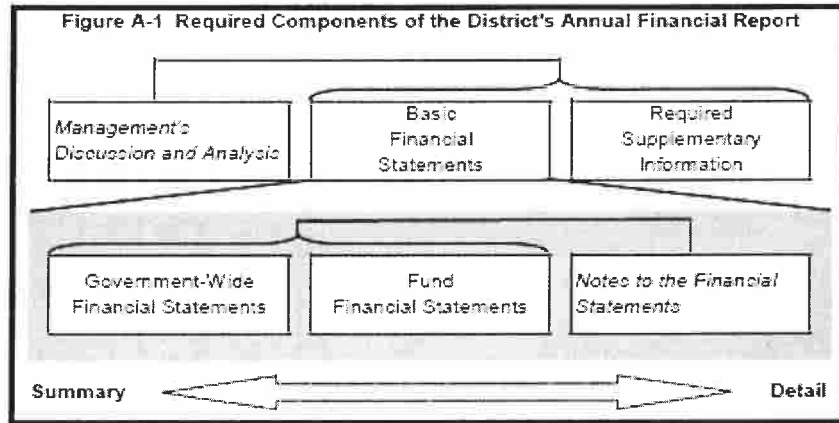 Figure A-1 Required Components of the District's Annual Financial Report
Management's
Discussion and Analysis
Basic
Financial
Statements
Required
Supplementary
Information
Government-Wide
Financial Statements
Fund
Financial Statements
Notes to the Financial
Statements
Summary
Detail